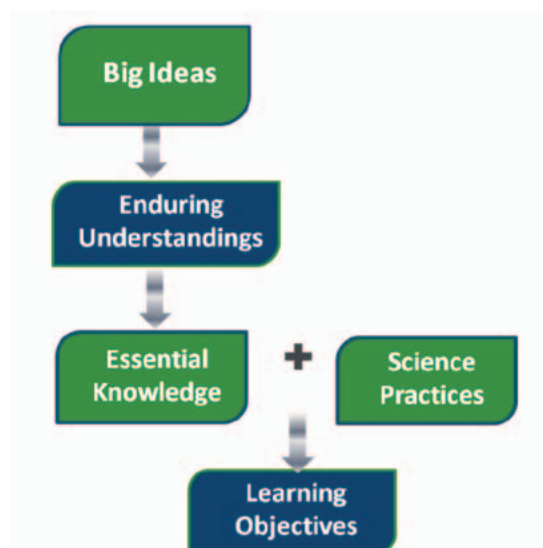 Big Ideas
Enduring
Understandings
Essential
Knowledge
+
Science
Practices
Learning
Objectives